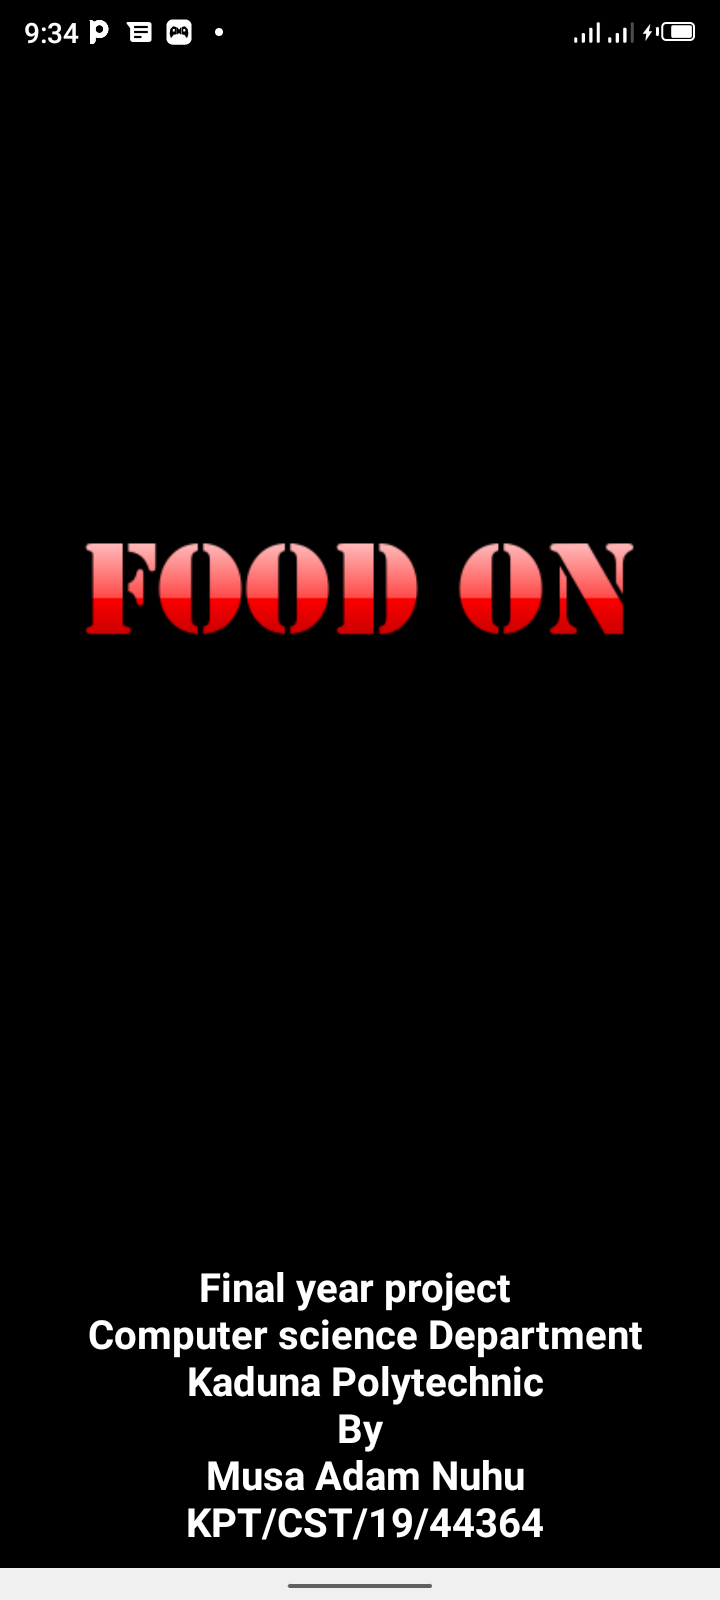 9:34
FOOD ON
Final year project
Computer science Department
Kaduna Polytechnic
By
Musa Adam Nuhu
KPT/CST/19/44364